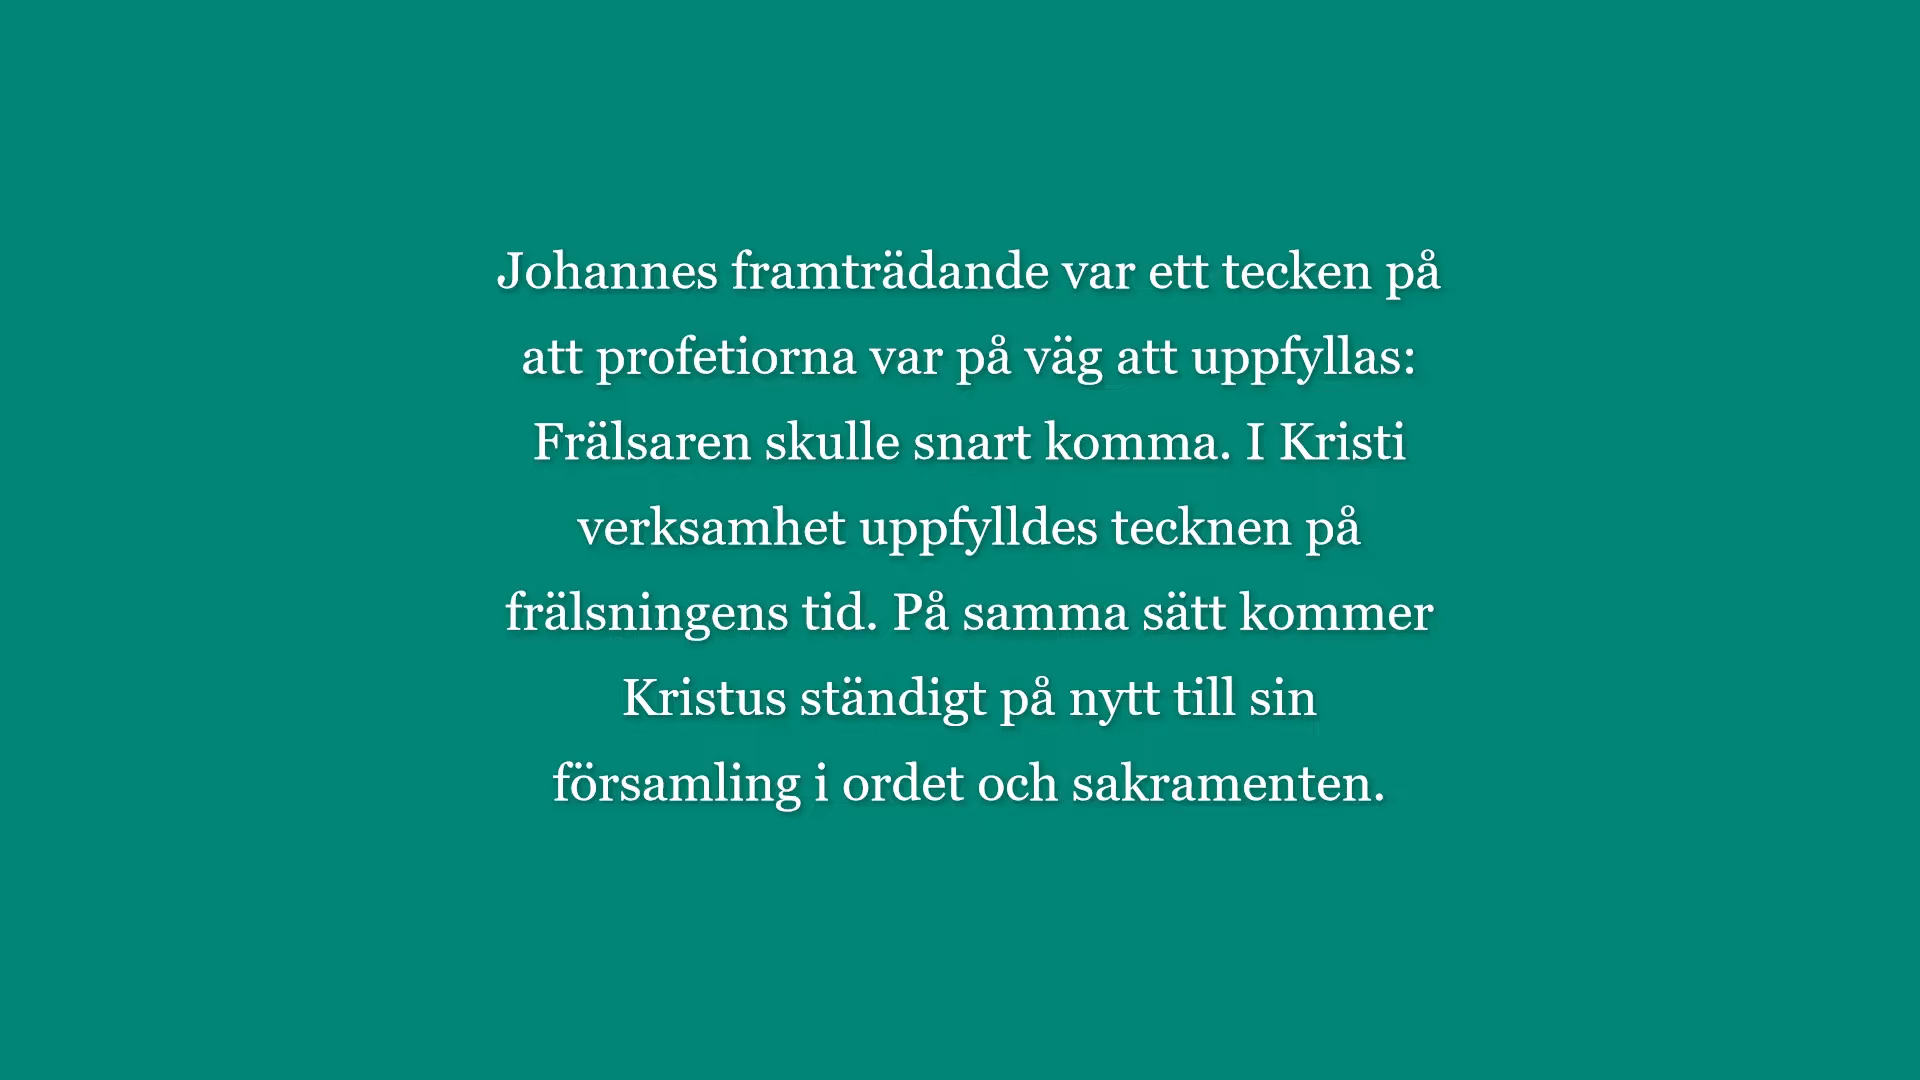 Johannes framträdande var ett tecken på
att profetiorna var på väg att uppfyllas:
Frälsaren skulle snart komma. I Kristi
verksamhet uppfylldes tecknen på
frälsningens tid. På samma sätt kommer
Kristus ständigt på nytt till sin
församling i ordet och sakramenten.